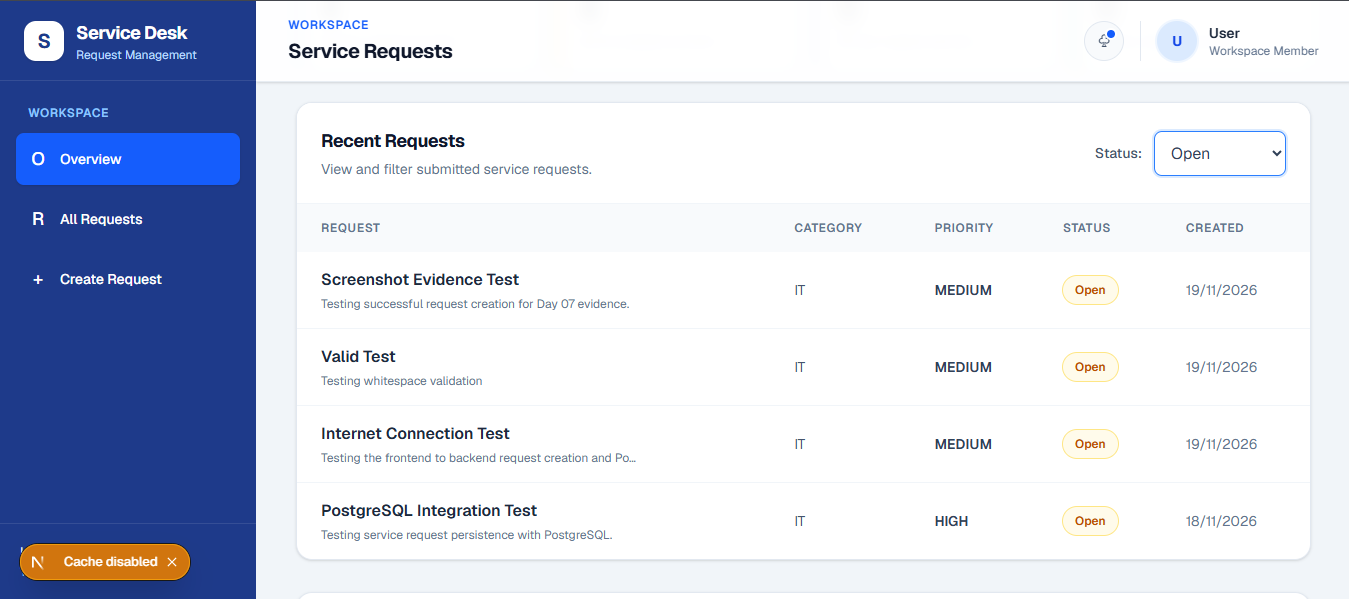 S
Service Desk
Request Management
WORKSPACE
O Overview
R All Requests
+ Create Request
N Cache disabled ×
WORKSPACE
Service Requests
U
User
Workspace Member
Recent Requests
View and filter submitted service requests.
Status: Open
REQUEST CATEGORY PRIORITY STATUS CREATED
Screenshot Evidence Test
Testing successful request creation for Day 07 evidence.
IT MEDIUM Open 19/11/2026
Valid Test
Testing whitespace validation
IT MEDIUM Open 19/11/2026
Internet Connection Test
Testing the frontend to backend request creation and Po...
IT MEDIUM Open 19/11/2026
PostgreSQL Integration Test
Testing service request persistence with PostgreSQL.
IT HIGH Open 18/11/2026